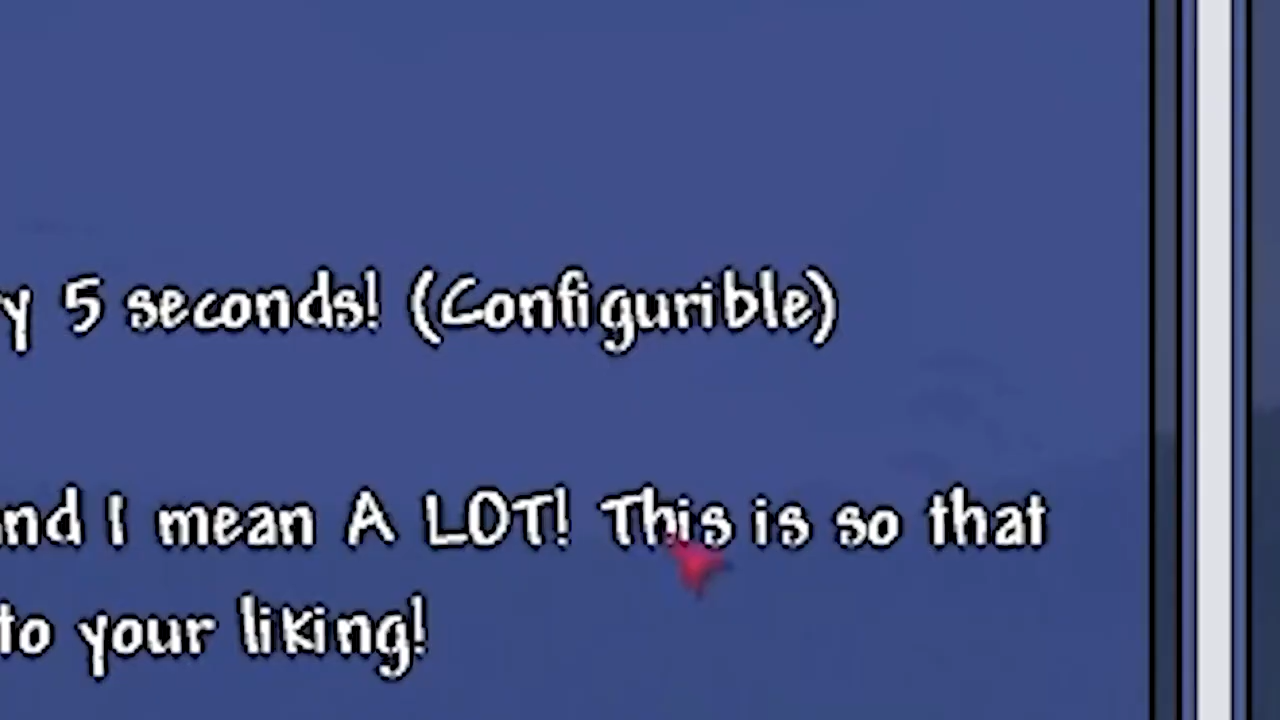 y 5 seconds! (Configurible)
nd I mean A LOT! This is so that
to your liking!